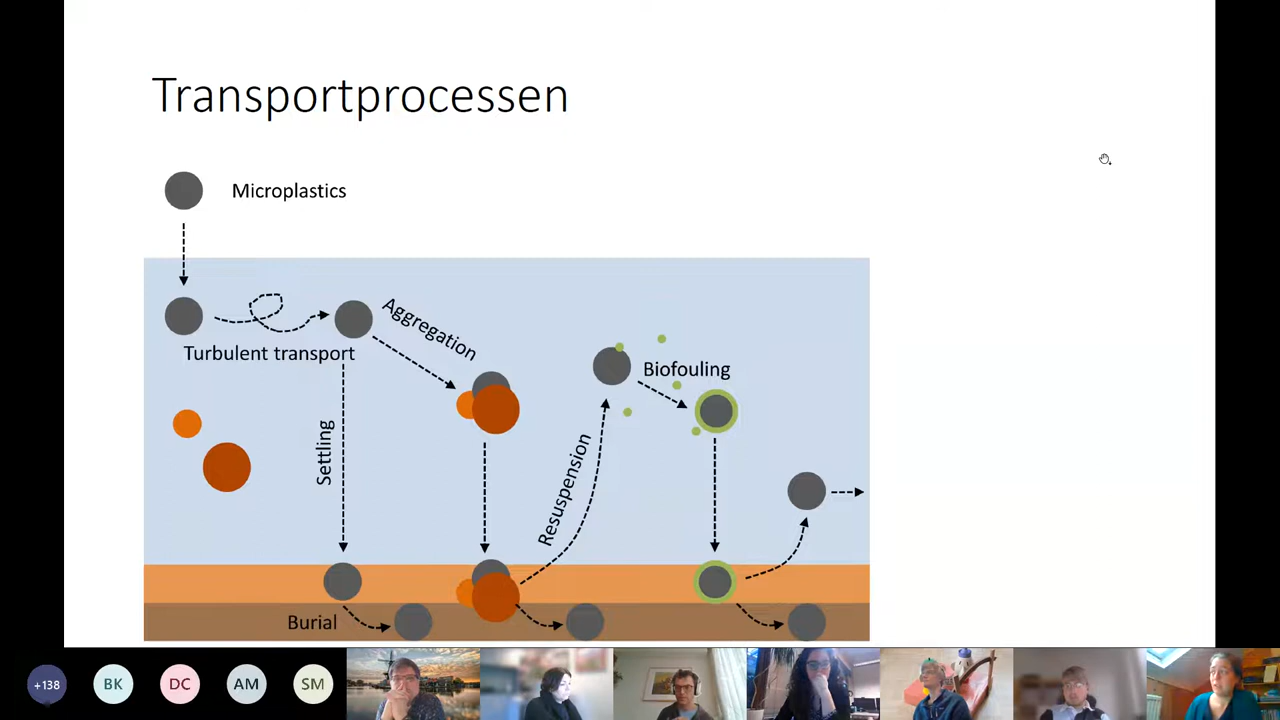 Transportprocessen
Microplastics
Aggregation
Turbulent transport
Biofouling
Settling
Resuspension
Burial
+138
BK
DC
AM
SM